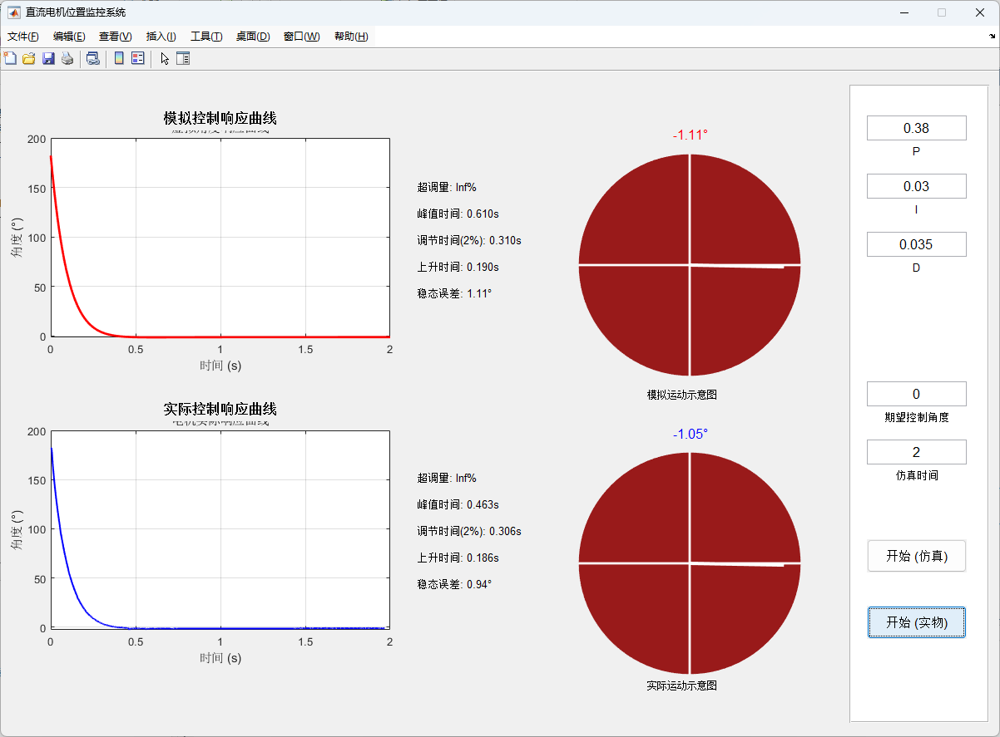 直流电机位置监控系统
文件(F) 编辑(E) 查看(V) 插入(I) 工具(T) 桌面(D) 窗口(W) 帮助(H)
模拟控制响应曲线
200
150
100
50
0
角度 (°)
0 0.5 1 1.5 2
时间 (s)
超调量: Inf%
峰值时间: 0.610s
调节时间(2%): 0.310s
上升时间: 0.190s
稳态误差: 1.11°
-1.11°
模拟运动示意图
实际控制响应曲线
200
150
100
50
0
角度 (°)
0 0.5 1 1.5 2
时间 (s)
超调量: Inf%
峰值时间: 0.463s
调节时间(2%): 0.306s
上升时间: 0.186s
稳态误差: 0.94°
-1.05°
实际运动示意图
0.38
P
0.03
I
0.035
D
0
期望控制角度
2
仿真时间
开始 (仿真)
开始 (实物)